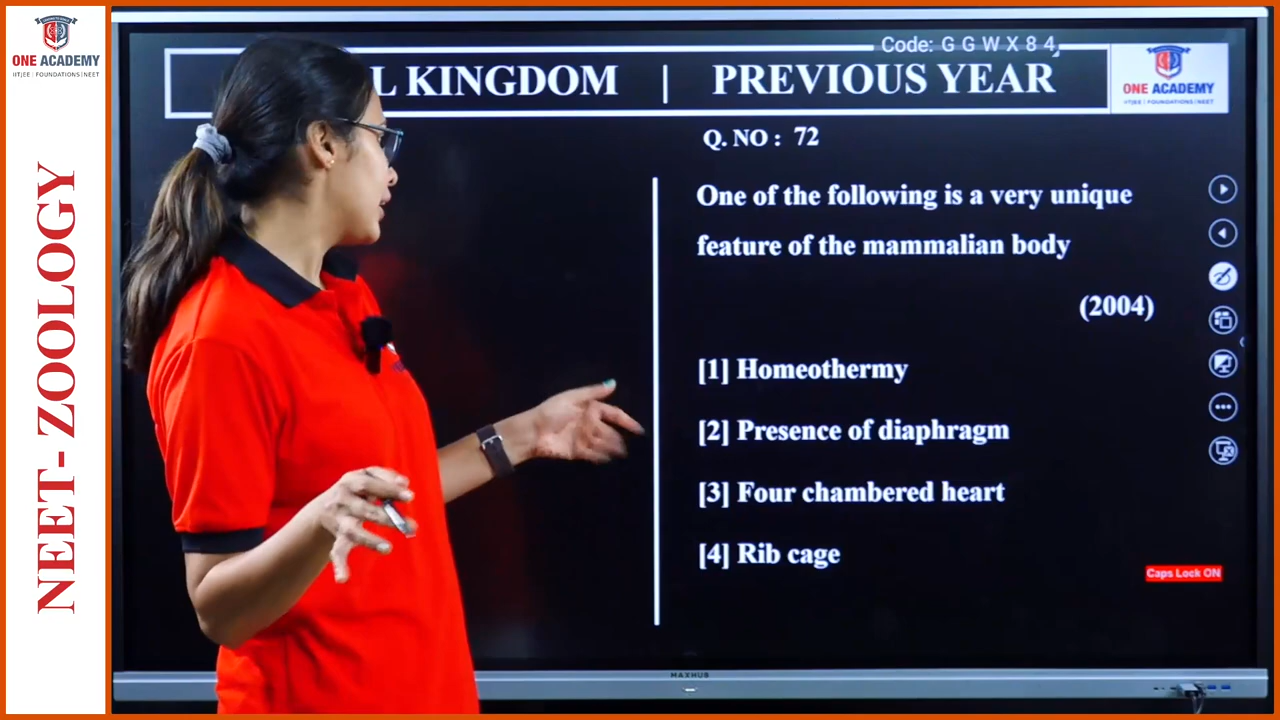 ONE ACADEMY
IIT|JEE | FOUNDATIONS | NEET
NEET- ZOOLOGY
Code: G G W X 8 4
L KINGDOM | PREVIOUS YEAR
ONE ACADEMY
IIT|JEE | FOUNDATIONS | NEET
Q. NO : 72
One of the following is a very unique
feature of the mammalian body
(2004)
[1] Homeothermy
[2] Presence of diaphragm
[3] Four chambered heart
[4] Rib cage
Caps Lock ON
MAXHUB